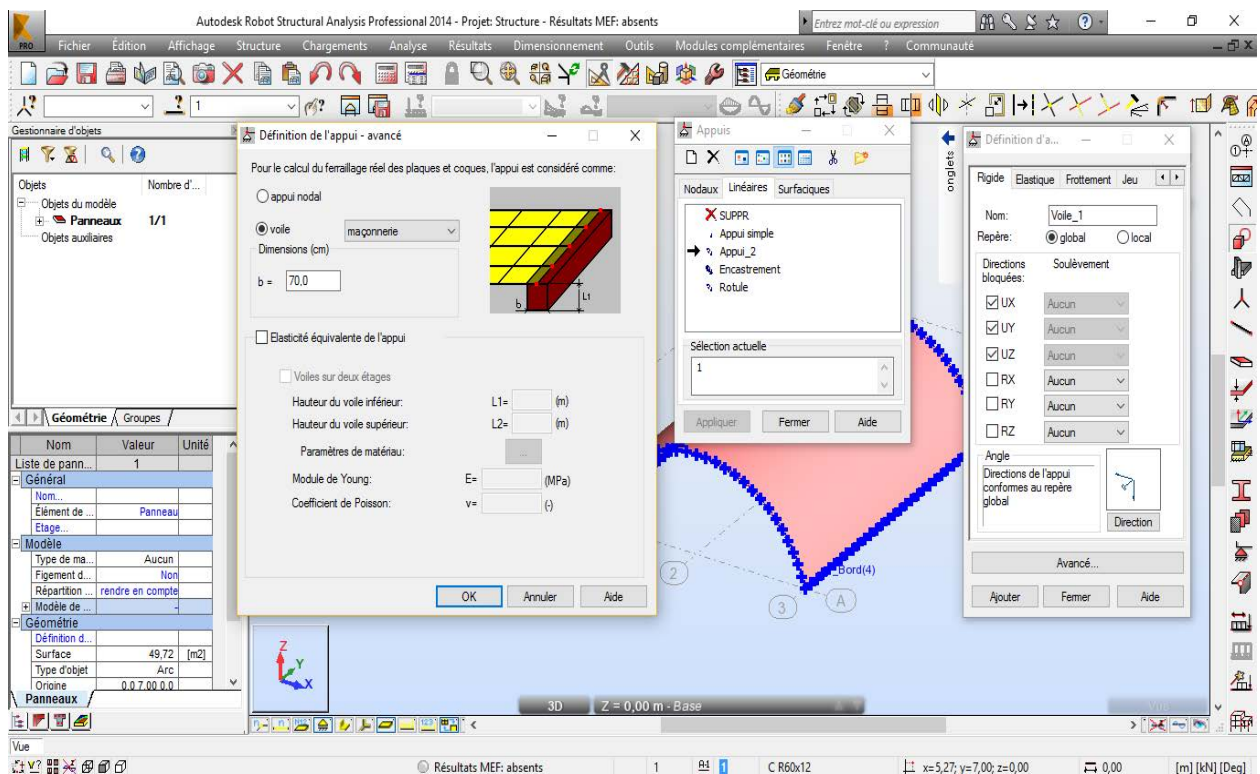 Autodesk Robot Structural Analysis Professional 2014 - Projet: Structure - Résultats MEF: absents
Entrez mot-clé ou expression
PRO
Fichier Édition Affichage Structure Chargements Analyse Résultats Dimensionnement Outils Modules complémentaires Fenêtre ? Communauté
Géométrie
1
Gestionnaire d'objets
Objets Nombre d'...
Objets du modèle
Panneaux 1/1
Objets auxiliaires
Géométrie Groupes
Nom Valeur Unité
Liste de pann... 1
Général
Nom...
Élément de ... Panneau
Etage...
Modèle
Type de ma... Aucun
Figement d... Non
Répartition ... rendre en compte
Modèle de ... -
Géométrie
Définition d...
Surface 49,72 [m2]
Type d'objet Arc
Origine 0,0 7,00 0,0
Panneaux
Définition de l'appui - avancé
Pour le calcul du ferraillage réel des plaques et coques, l'appui est considéré comme:
appui nodal
voile maçonnerie
Dimensions (cm)
b = 70,0
b L1
Elasticité équivalente de l'appui
Voiles sur deux étages
Hauteur du voile inférieur: L1= (m)
Hauteur du voile supérieur: L2= (m)
Paramètres de matériau: ...
Module de Young: E= (MPa)
Coefficient de Poisson: v= (-)
OK Annuler Aide
Appuis
Nodaux Linéaires Surfaciques
SUPPR
Appui simple
Appui_2
Encastrement
Rotule
Sélection actuelle
1
Appliquer Fermer Aide
onglets
Définition d'a...
Rigide Elastique Frottement Jeu
Nom: Voile_1
Repère: global local
Directions bloquées: Soulèvement
UX Aucun
UY Aucun
UZ Aucun
RX Aucun
RY Aucun
RZ Aucun
Angle
Directions de l'appui
conformes au repère
global
Direction
Avancé...
Ajouter Fermer Aide
_Bord(4)
2
3
A
Z
Y
X
3D Z = 0,00 m - Base
Vue
Vue
Résultats MEF: absents 1 1 C R60x12 x=5,27; y=7,00; z=0,00 0,00 [m] [kN] [Deg]